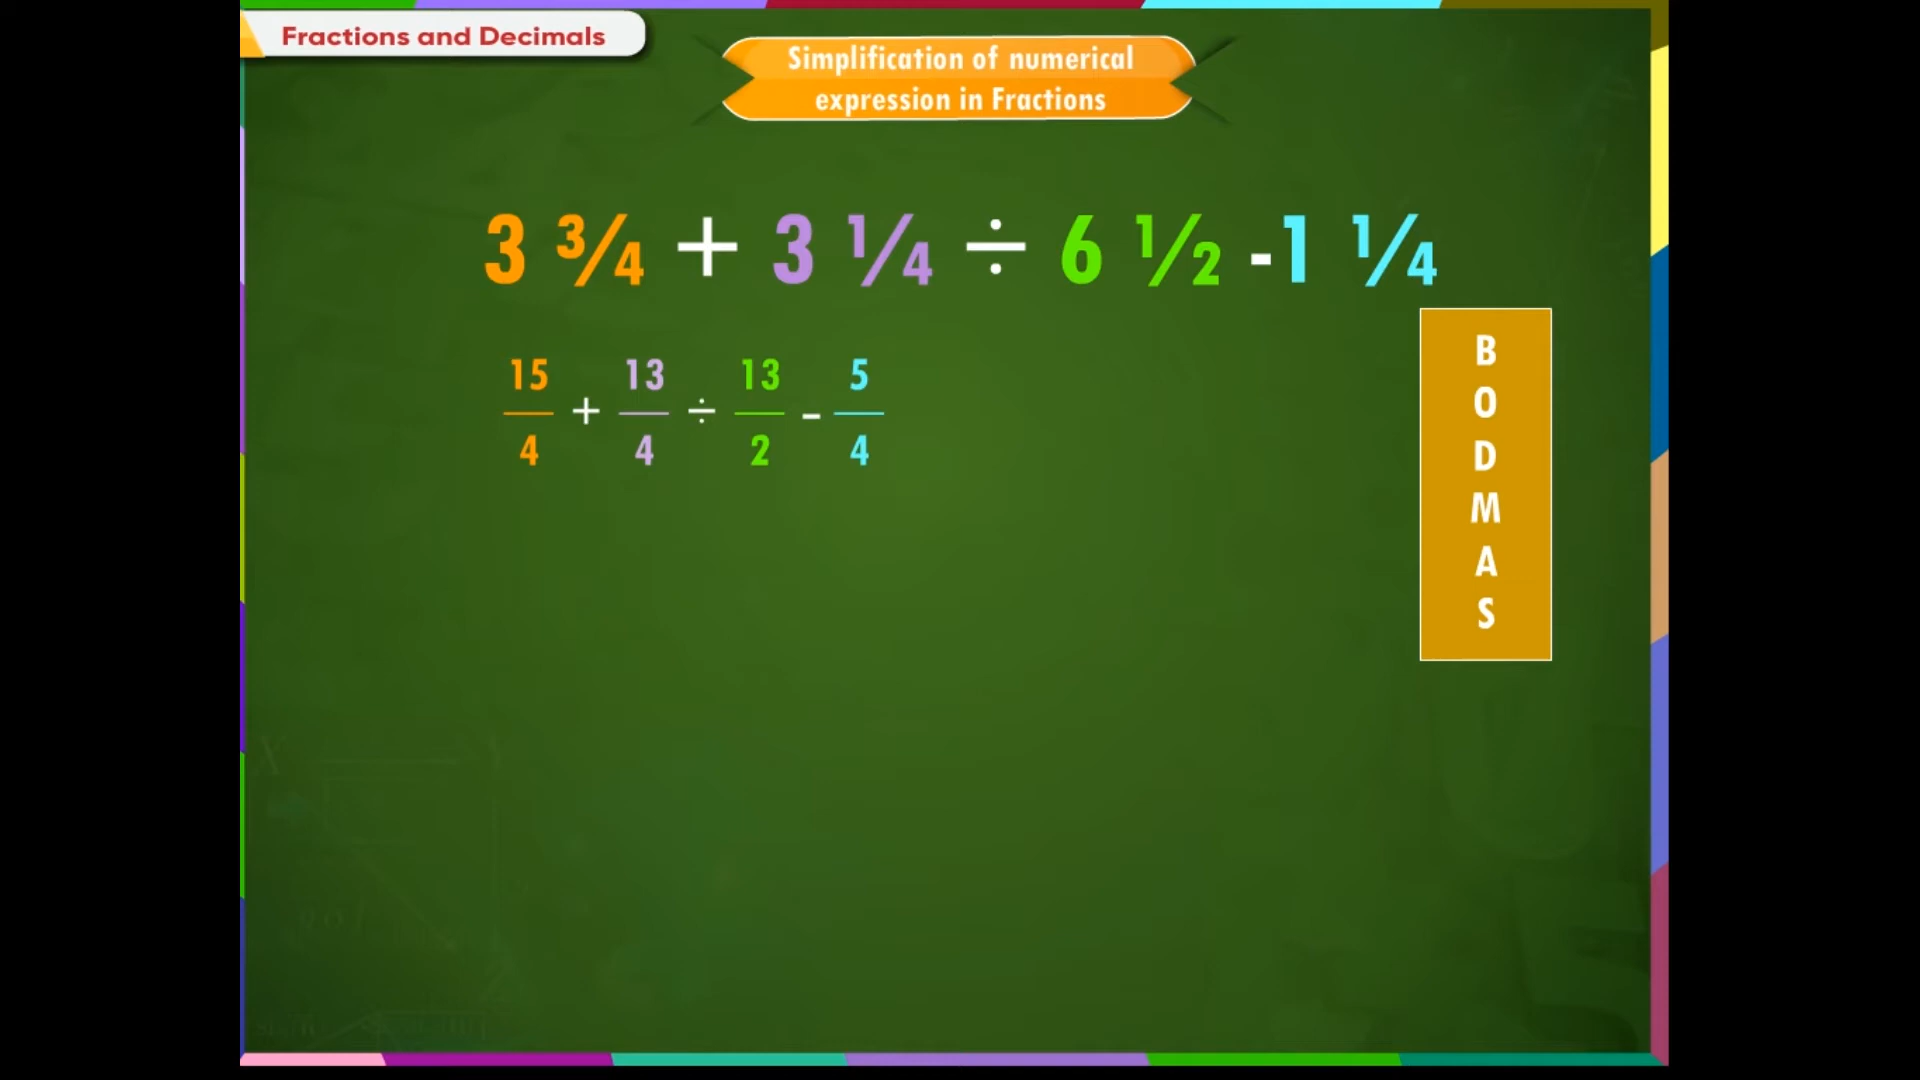 Fractions and Decimals
Simplification of numerical
expression in Fractions
3 ¾ + 3 ¼ ÷ 6 ½ -1 ¼
15/4 + 13/4 ÷ 13/2 - 5/4
B
O
D
M
A
S